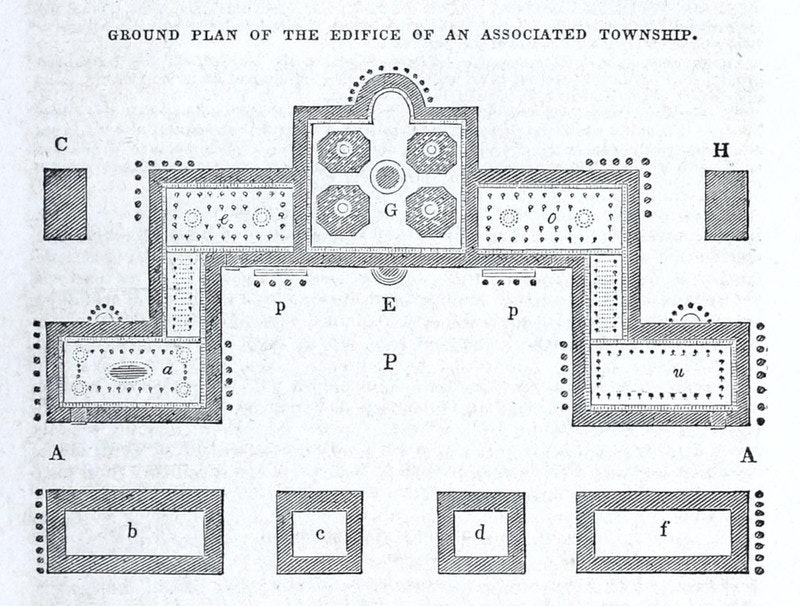 GROUND PLAN OF THE EDIFICE OF AN ASSOCIATED TOWNSHIP.
C
H
G
e
o
p
E
p
P
a
u
A
A
b
c
d
f